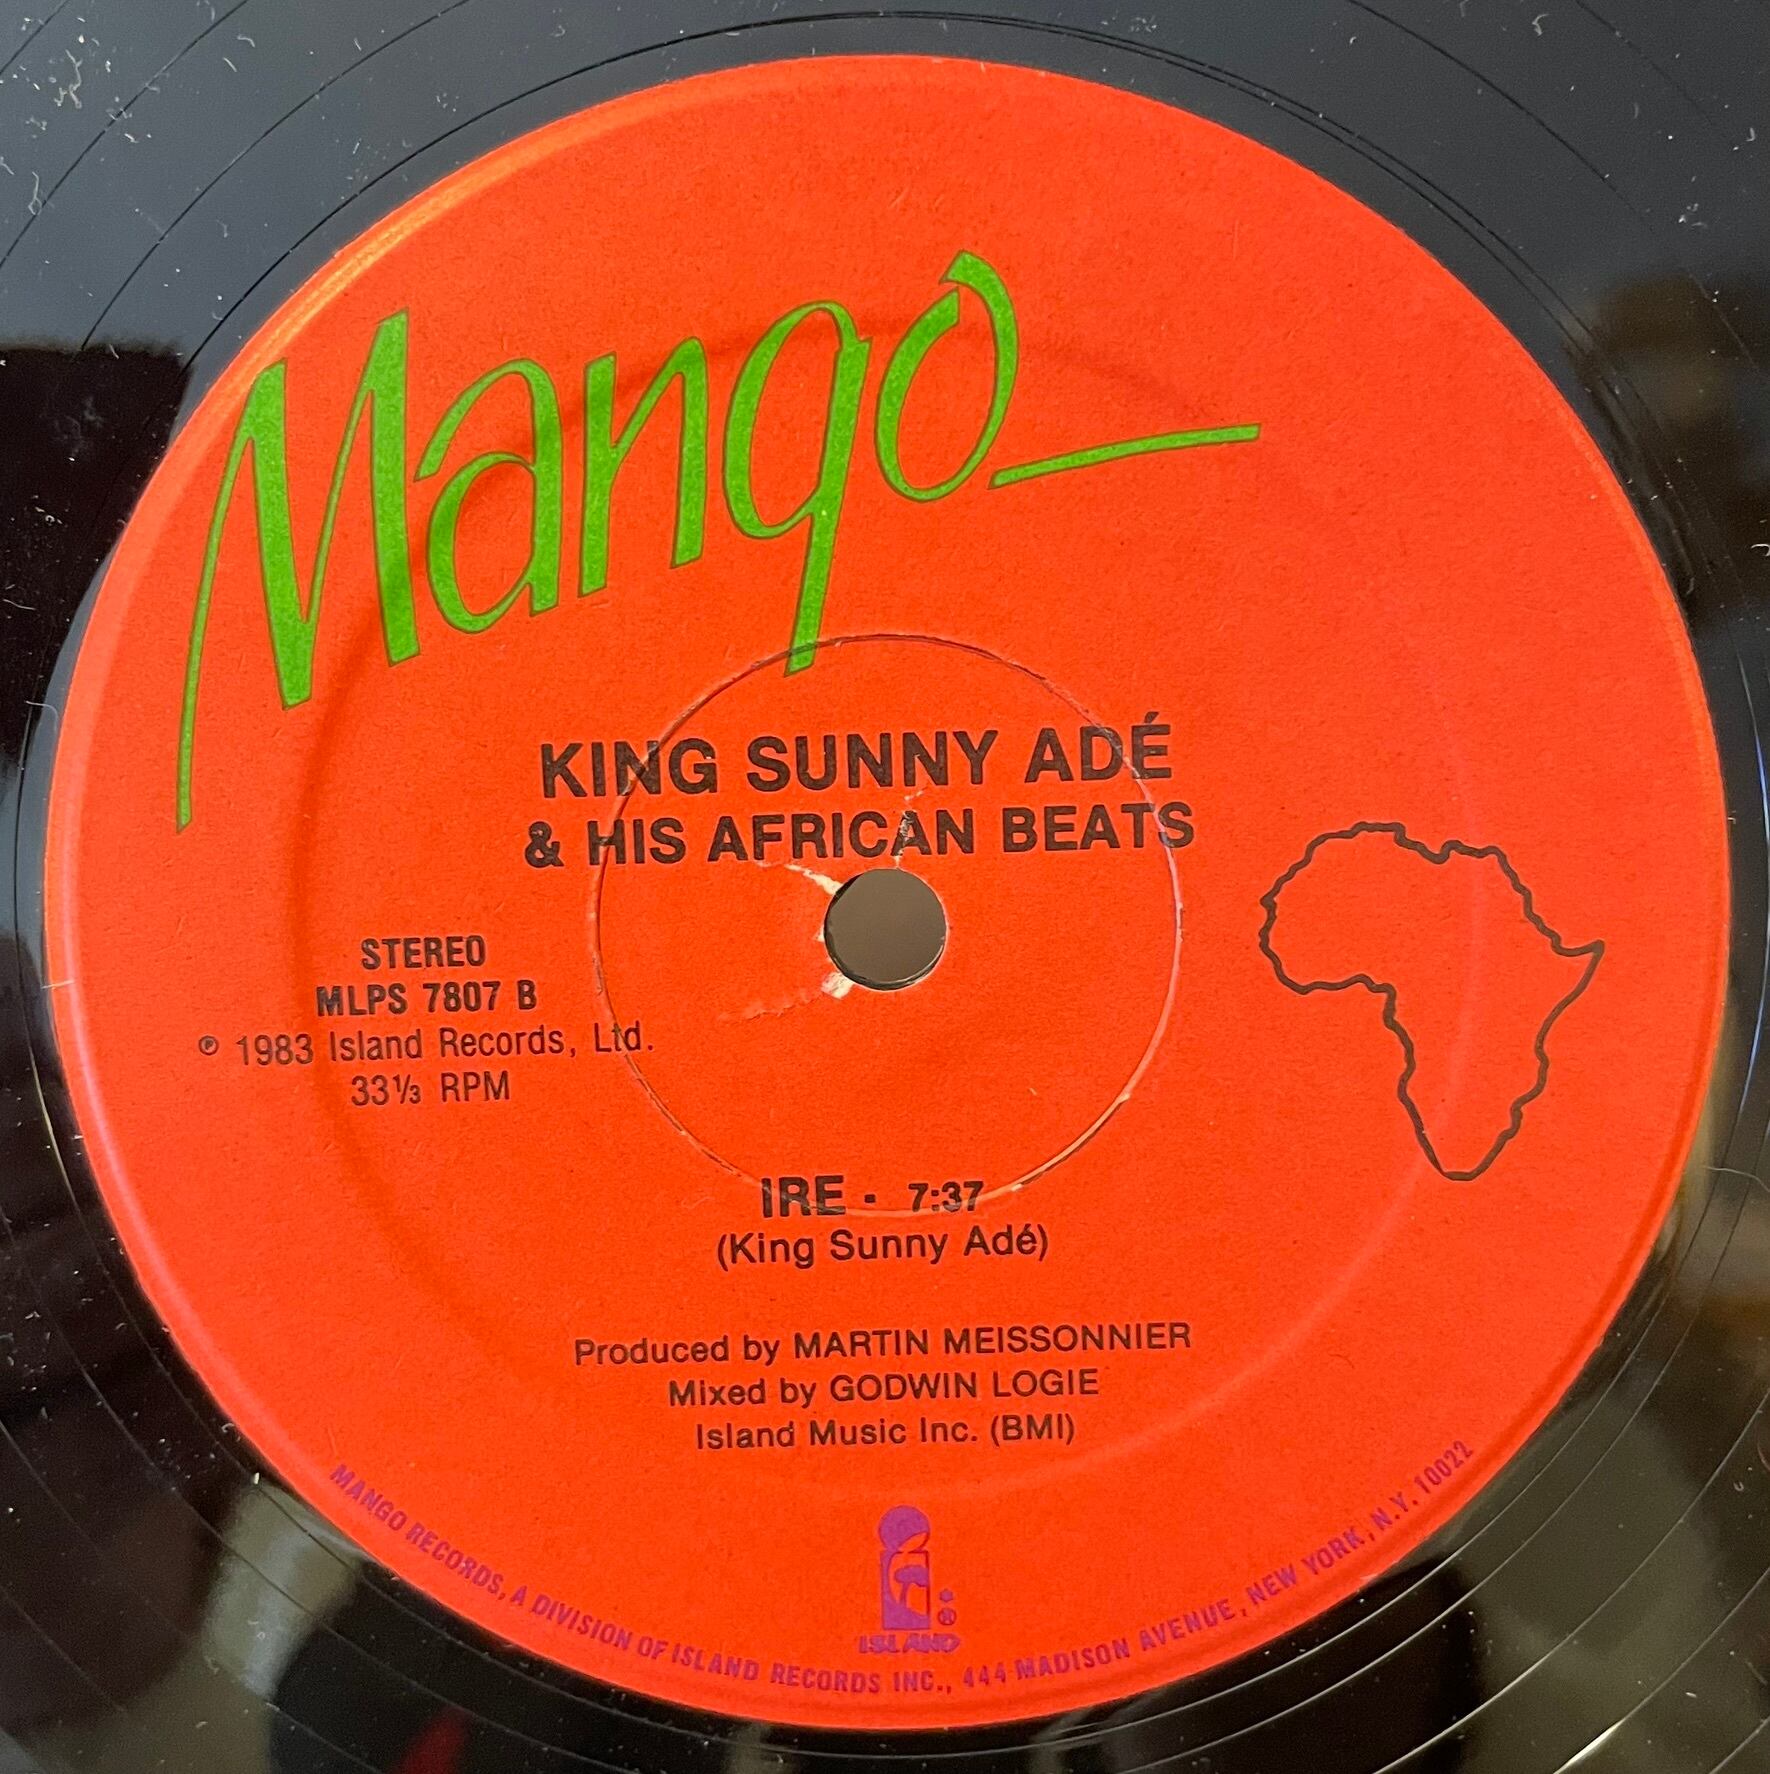 Mango
KING SUNNY ADÉ
& HIS AFRICAN BEATS
STEREO
MLPS 7807 B
℗ 1983 Island Records, Ltd.
33⅓ RPM
IRE - 7:37
(King Sunny Adé)
Produced by MARTIN MEISSONNIER
Mixed by GODWIN LOGIE
Island Music Inc. (BMI)
ISLAND ®
MANGO RECORDS, A DIVISION OF ISLAND RECORDS INC., 444 MADISON AVENUE, NEW YORK, N.Y. 10022